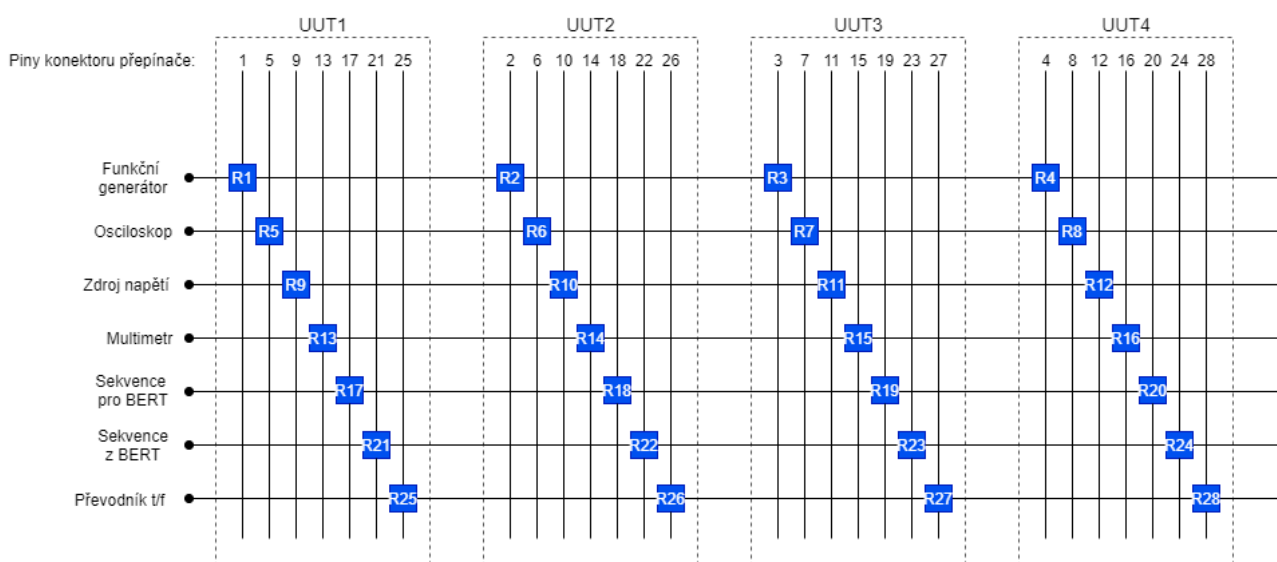 UUT1 UUT2 UUT3 UUT4
Piny konektoru přepínače: 1 5 9 13 17 21 25 2 6 10 14 18 22 26 3 7 11 15 19 23 27 4 8 12 16 20 24 28
Funkční
generátor R1 R2 R3 R4
Osciloskop R5 R6 R7 R8
Zdroj napětí R9 R10 R11 R12
Multimetr R13 R14 R15 R16
Sekvence
pro BERT R17 R18 R19 R20
Sekvence
z BERT R21 R22 R23 R24
Převodník t/f R25 R26 R27 R28